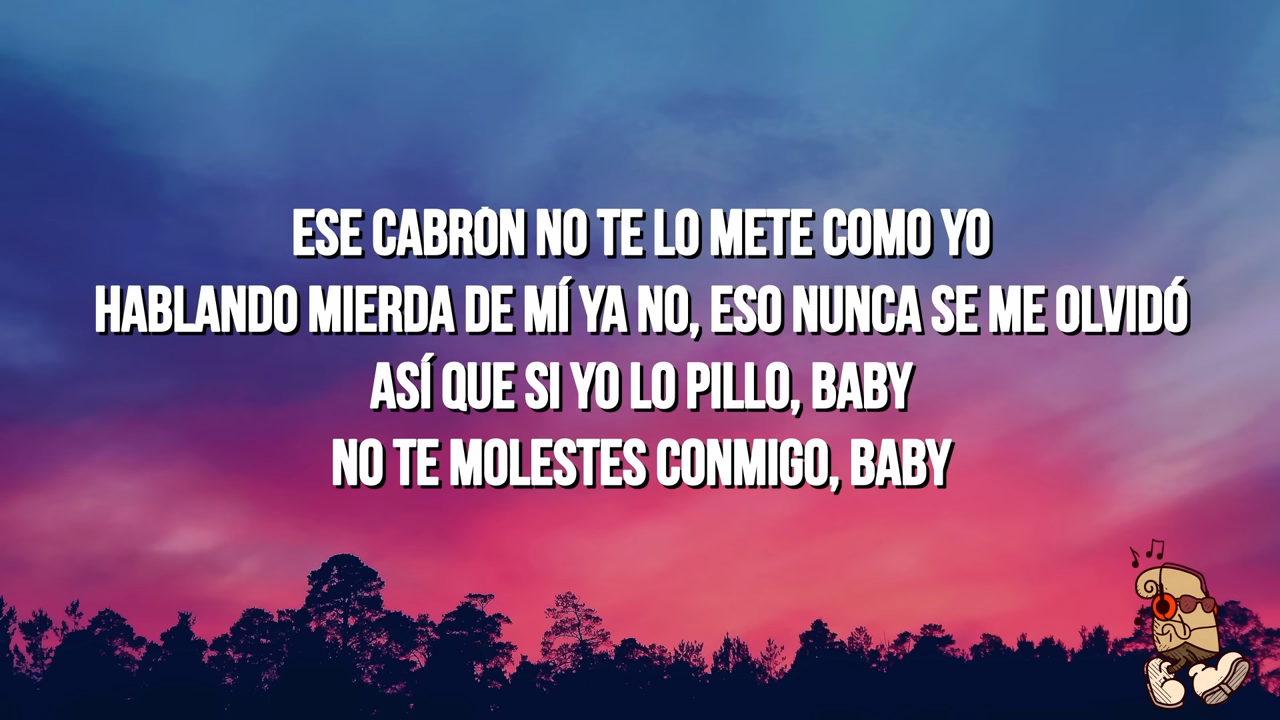 ESE CABRÓN NO TE LO METE COMO YO
HABLANDO MIERDA DE MÍ YA NO, ESO NUNCA SE ME OLVIDÓ
ASÍ QUE SI YO LO PILLO, BABY
NO TE MOLESTES CONMIGO, BABY